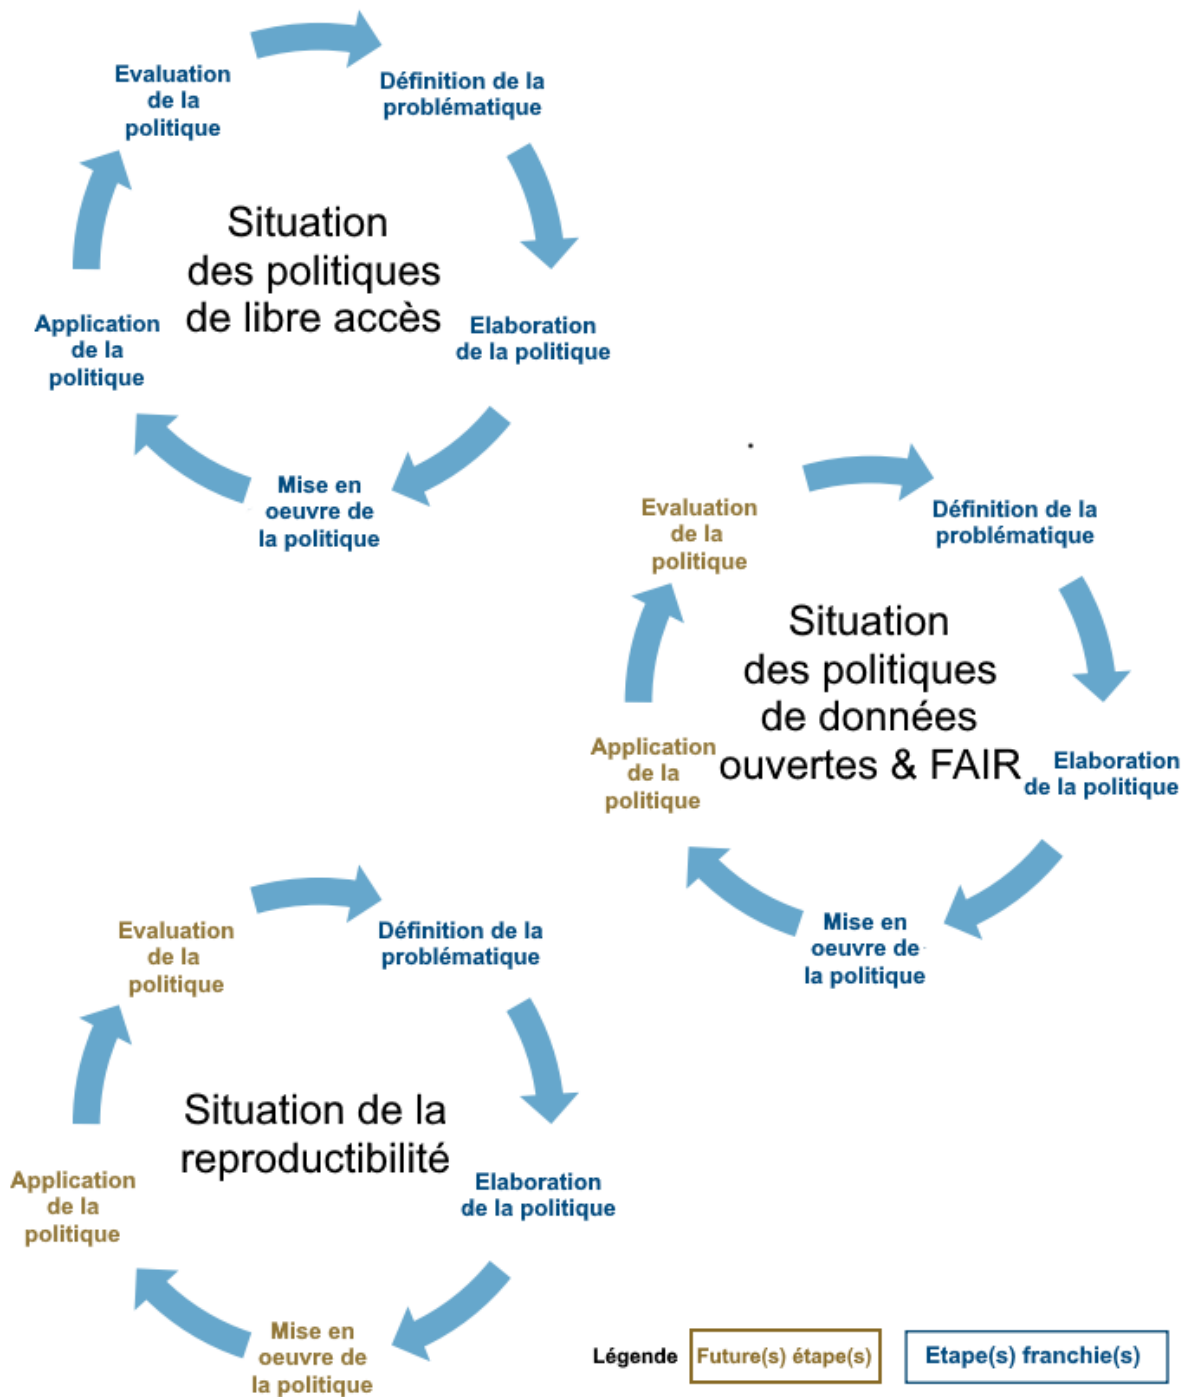 Evaluation
de la
politique
Définition de la
problématique
Situation
des politiques
de libre accès
Application
de la
politique
Elaboration
de la politique
Mise en
oeuvre de
la politique
Evaluation
de la
politique
Définition de la
problématique
Situation
des politiques
de données
ouvertes & FAIR
Application
de la
politique
Elaboration
de la politique
Mise en
oeuvre de
la politique
Evaluation
de la
politique
Définition de la
problématique
Situation de la
reproductibilité
Application
de la
politique
Elaboration
de la politique
Mise en
oeuvre de
la politique
Légende
Future(s) étape(s)
Etape(s) franchie(s)